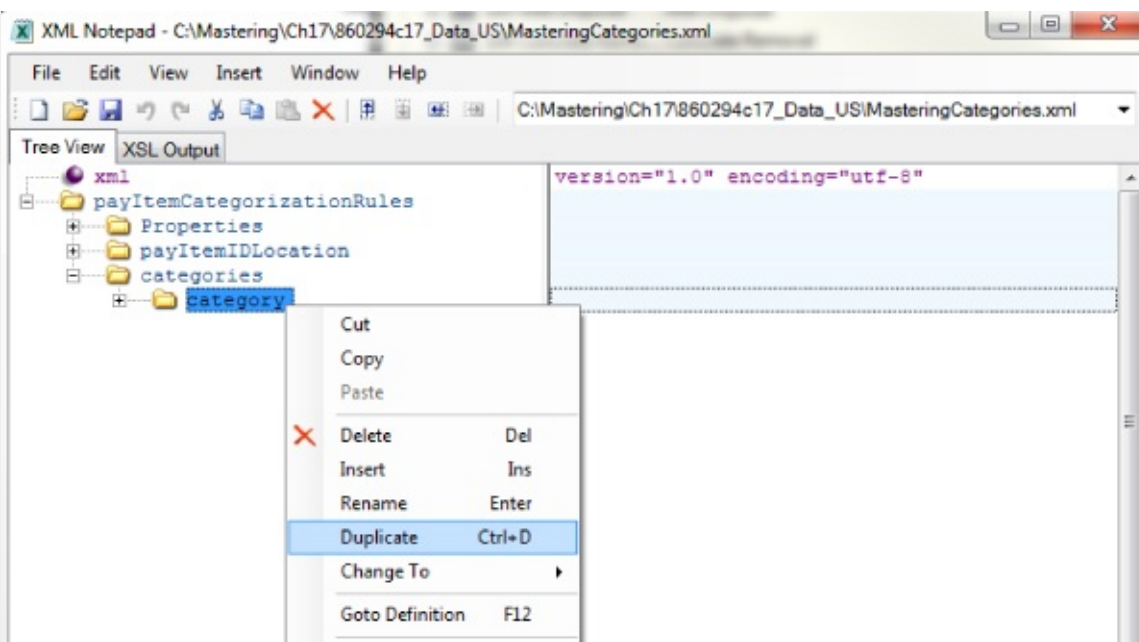 XML Notepad - C:\Mastering\Ch17\860294c17_Data_US\MasteringCategories.xml
File Edit View Insert Window Help
C:\Mastering\Ch17\860294c17_Data_US\MasteringCategories.xml
Tree View XSL Output
xml version="1.0" encoding="utf-8"
payItemCategorizationRules
Properties
payItemIDLocation
categories
category
Cut
Copy
Paste
Delete Del
Insert Ins
Rename Enter
Duplicate Ctrl+D
Change To
Goto Definition F12